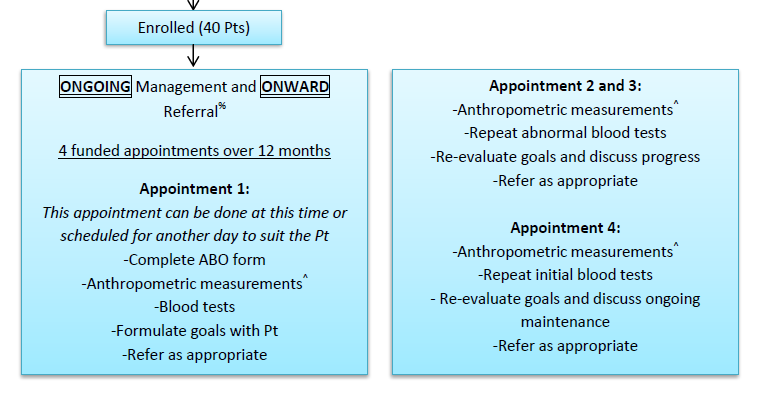 Enrolled (40 Pts)
ONGOING Management and ONWARD
Referral%
4 funded appointments over 12 months
Appointment 1:
This appointment can be done at this time or
scheduled for another day to suit the Pt
-Complete ABO form
-Anthropometric measurements^
-Blood tests
-Formulate goals with Pt
-Refer as appropriate
Appointment 2 and 3:
-Anthropometric measurements^
-Repeat abnormal blood tests
-Re-evaluate goals and discuss progress
-Refer as appropriate
Appointment 4:
-Anthropometric measurements^
-Repeat initial blood tests
- Re-evaluate goals and discuss ongoing
maintenance
-Refer as appropriate